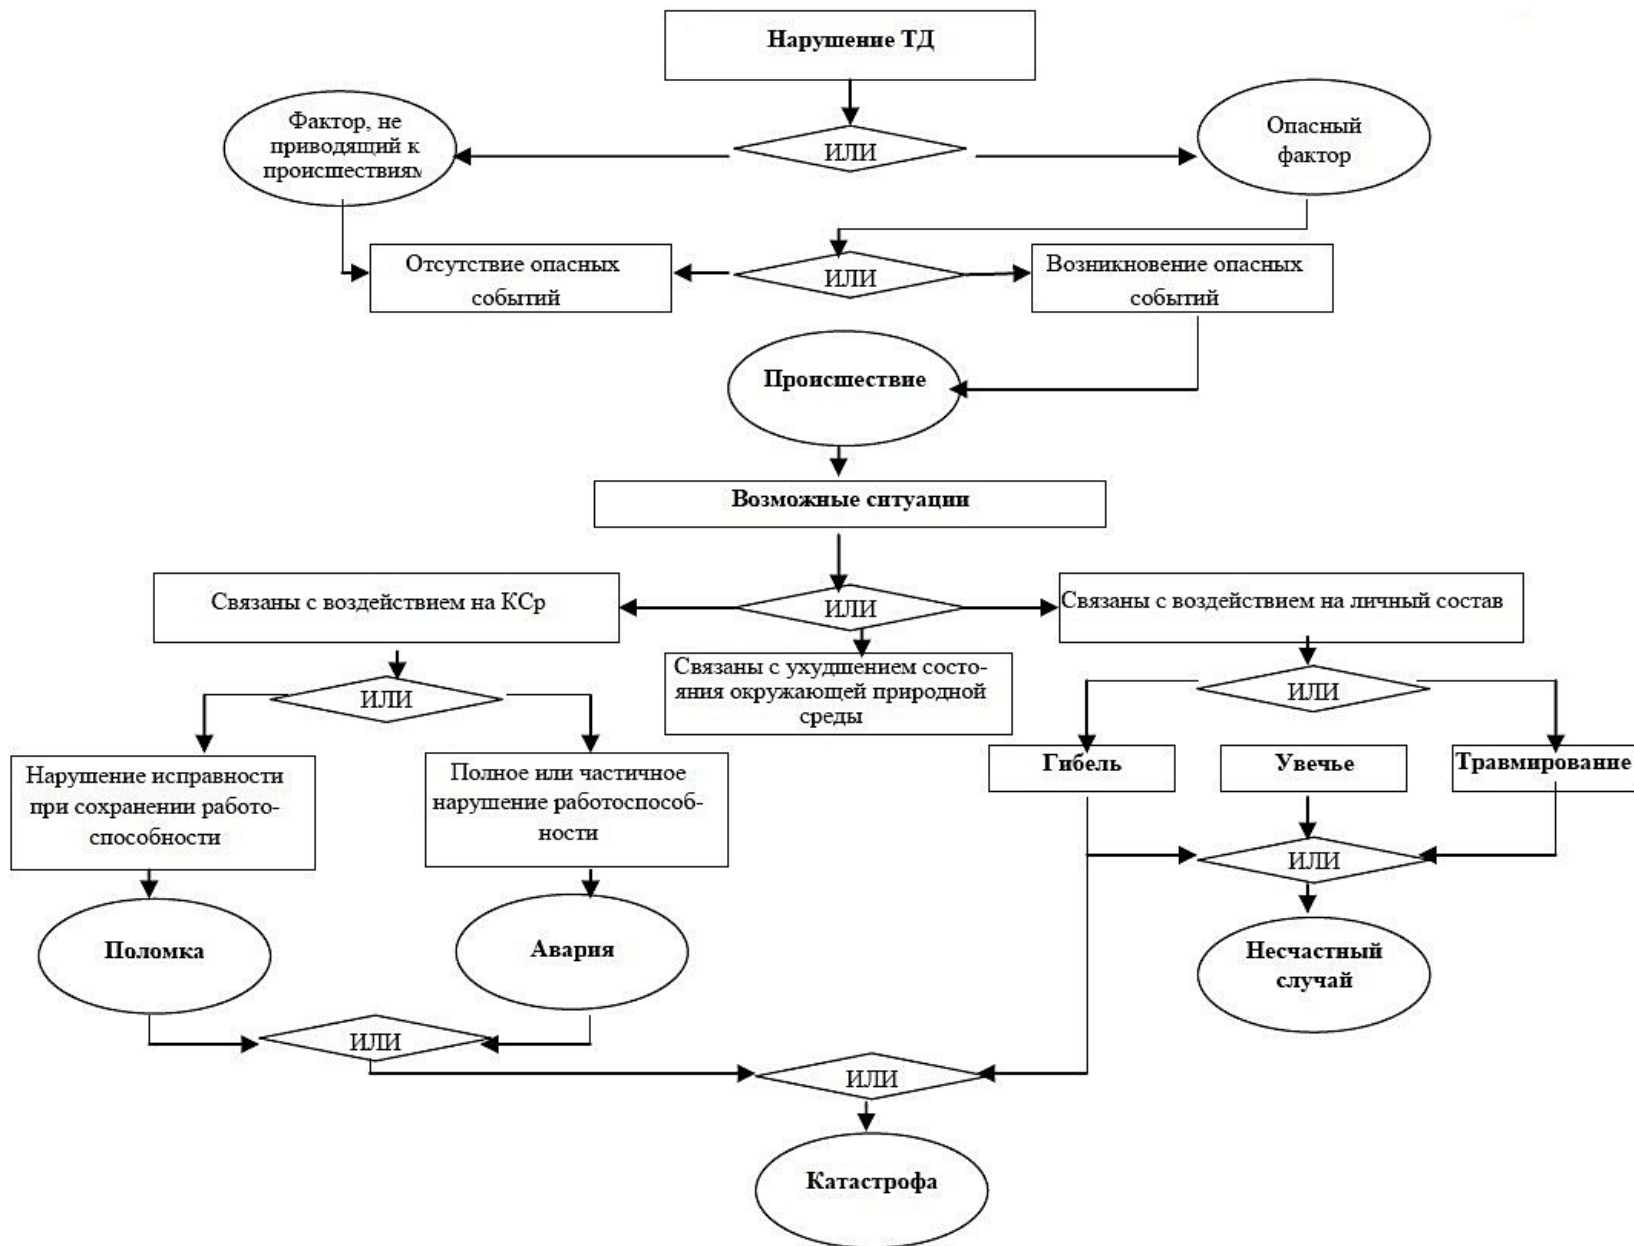 Нарушение ТД
Фактор, не
приводящий к
происшествиям
ИЛИ
Опасный
фактор
Отсутствие опасных
событий
ИЛИ
Возникновение опасных
событий
Происшествие
Возможные ситуации
Связаны с воздействием на КСр
ИЛИ
Связаны с воздействием на личный состав
Связаны с ухудшением состо-
яния окружающей природной
среды
ИЛИ
ИЛИ
Нарушение исправности
при сохранении работо-
способности
Полное или частичное
нарушение работоспособ-
ности
Гибель
Увечье
Травмирование
ИЛИ
Поломка
Авария
Несчастный
случай
ИЛИ
ИЛИ
Катастрофа